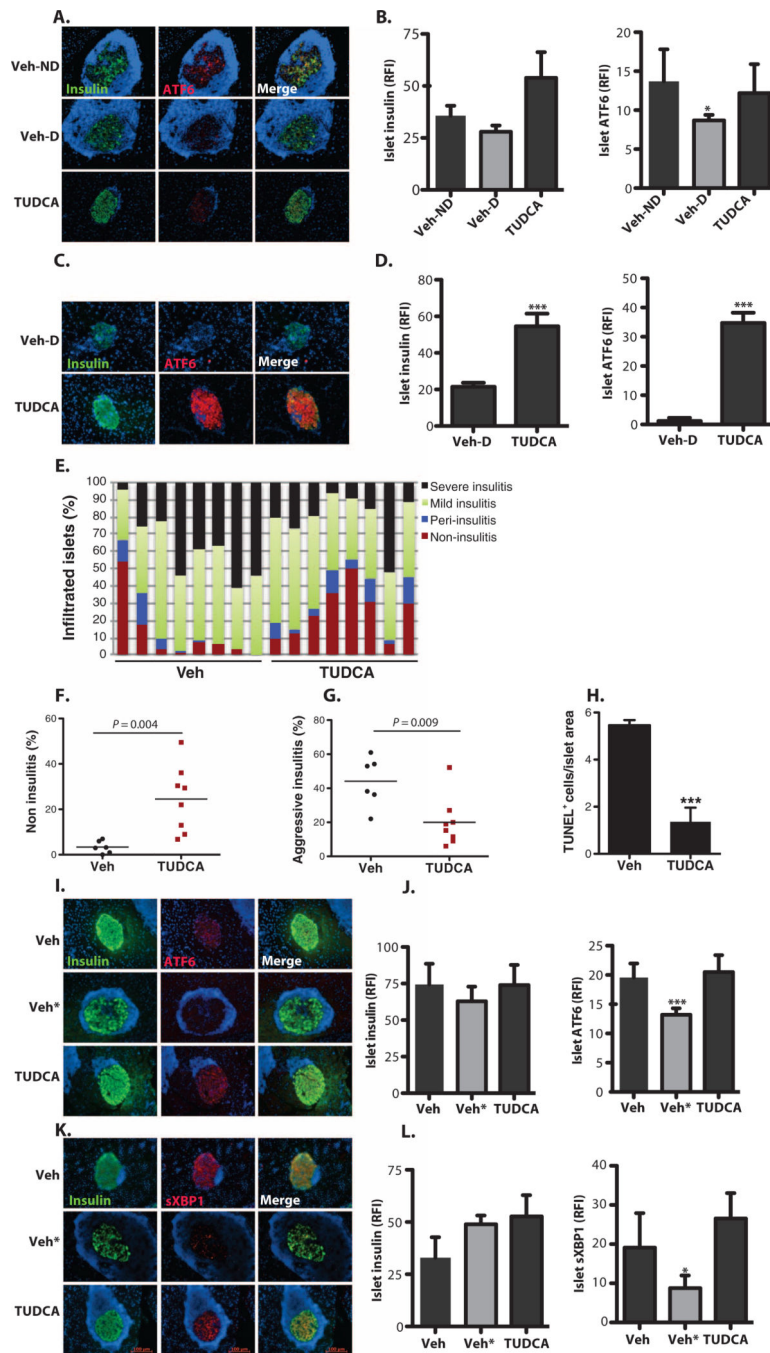 A.
Veh-ND
Insulin
ATF6
Merge
Veh-D
TUDCA
B.
Islet insulin (RFI)
75
50
25
0
Veh-ND
Veh-D
TUDCA
Islet ATF6 (RFI)
20
15
10
5
0
*
Veh-ND
Veh-D
TUDCA
C.
Veh-D
Insulin
ATF6
Merge
TUDCA
D.
Islet insulin (RFI)
80
60
40
20
0
***
Veh-D
TUDCA
Islet ATF6 (RFI)
50
40
30
20
10
0
***
Veh-D
TUDCA
E.
Infiltrated islets (%)
100
90
80
70
60
50
40
30
20
10
0
Veh
TUDCA
Severe insulitis
Mild insulitis
Peri-insulitis
Non-insulitis
F.
Non insulitis (%)
60
40
20
0
P = 0.004
Veh
TUDCA
G.
Aggressive insulitis (%)
80
60
40
20
0
P = 0.009
Veh
TUDCA
H.
TUNEL+ cells/islet area
6
4
2
0
***
Veh
TUDCA
I.
Veh
Insulin
ATF6
Merge
Veh*
TUDCA
J.
Islet insulin (RFI)
100
75
50
25
0
Veh
Veh*
TUDCA
Islet ATF6 (RFI)
25
20
15
10
5
0
***
Veh
Veh*
TUDCA
K.
Veh
Insulin
sXBP1
Merge
Veh*
TUDCA
100 µm
100 µm
100 µm
L.
Islet insulin (RFI)
75
50
25
0
Veh
Veh*
TUDCA
Islet sXBP1 (RFI)
40
30
20
10
0
*
Veh
Veh*
TUDCA